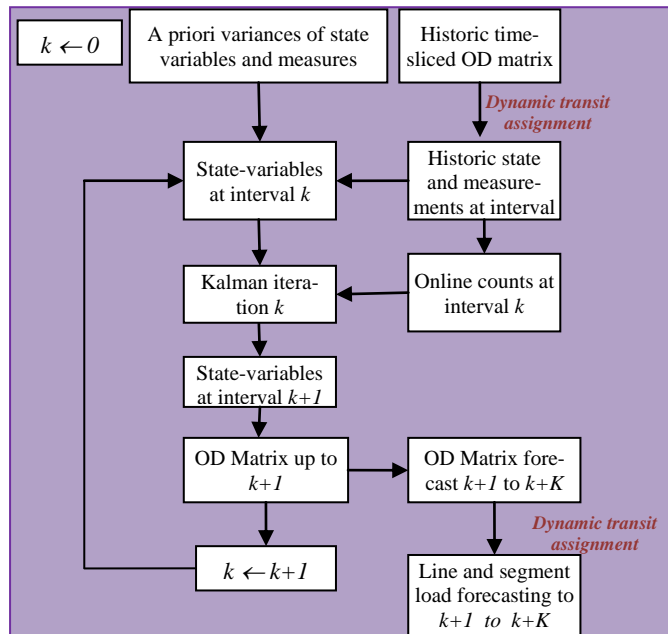 k ← 0
A priori variances of state
variables and measures
Historic time-
sliced OD matrix
Dynamic transit
assignment
State-variables
at interval k
Historic state
and measure-
ments at interval
Kalman itera-
tion k
Online counts at
interval k
State-variables
at interval k+1
OD Matrix up to
k+1
OD Matrix fore-
cast k+1 to k+K
Dynamic transit
assignment
k ← k+1
Line and segment
load forecasting to
k+1 to k+K